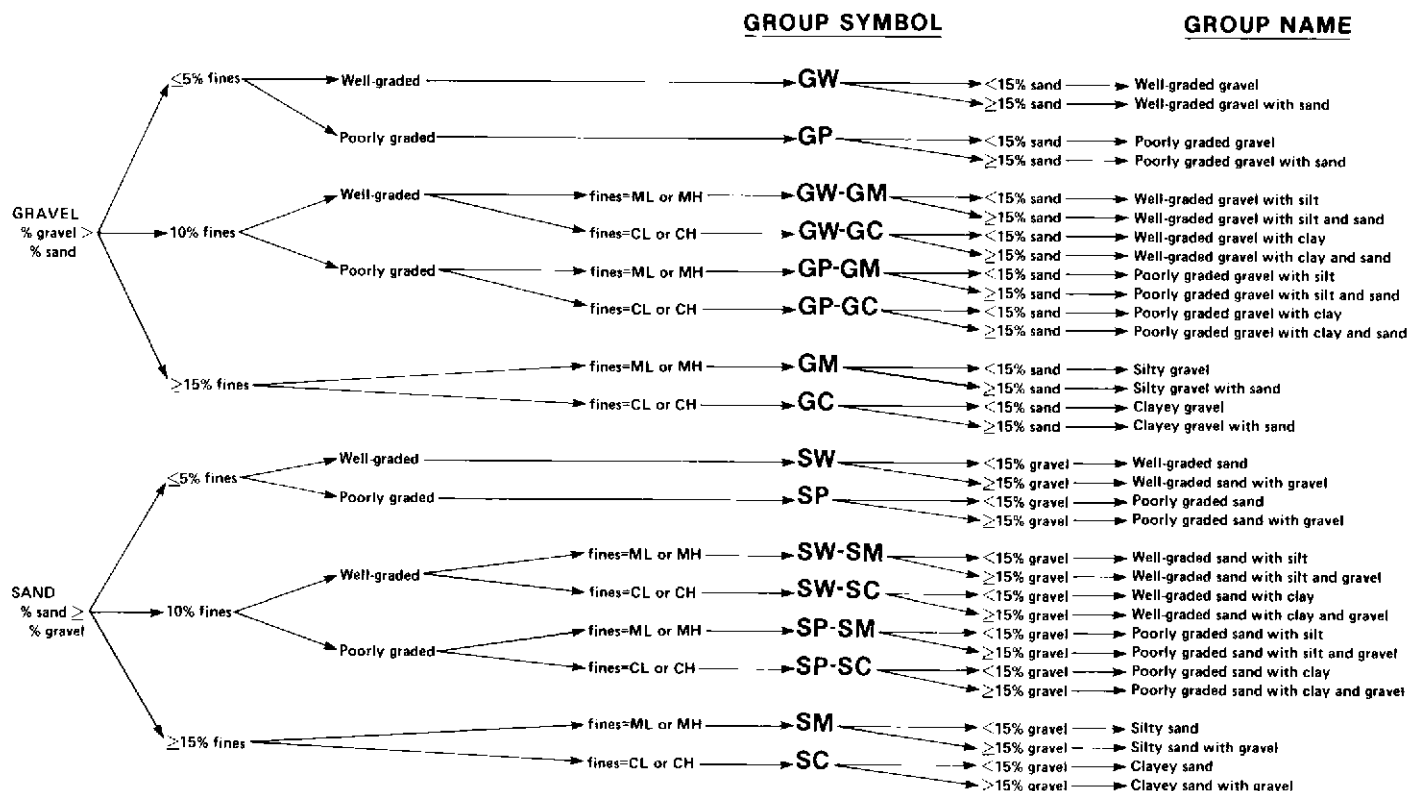 GROUP SYMBOL GROUP NAME
≤5% fines Well-graded GW <15% sand Well-graded gravel
≥15% sand Well-graded gravel with sand
Poorly graded GP <15% sand Poorly graded gravel
≥15% sand Poorly graded gravel with sand
GRAVEL
% gravel >
% sand
10% fines Well-graded fines=ML or MH GW-GM <15% sand Well-graded gravel with silt
≥15% sand Well-graded gravel with silt and sand
fines=CL or CH GW-GC <15% sand Well-graded gravel with clay
≥15% sand Well-graded gravel with clay and sand
Poorly graded fines=ML or MH GP-GM <15% sand Poorly graded gravel with silt
≥15% sand Poorly graded gravel with silt and sand
fines=CL or CH GP-GC <15% sand Poorly graded gravel with clay
≥15% sand Poorly graded gravel with clay and sand
≥15% fines fines=ML or MH GM <15% sand Silty gravel
≥15% sand Silty gravel with sand
fines=CL or CH GC <15% sand Clayey gravel
≥15% sand Clayey gravel with sand
≤5% fines Well-graded SW <15% gravel Well-graded sand
≥15% gravel Well-graded sand with gravel
Poorly graded SP <15% gravel Poorly graded sand
≥15% gravel Poorly graded sand with gravel
SAND
% sand ≥
% gravel
10% fines Well-graded fines=ML or MH SW-SM <15% gravel Well-graded sand with silt
≥15% gravel Well-graded sand with silt and gravel
fines=CL or CH SW-SC <15% gravel Well-graded sand with clay
≥15% gravel Well-graded sand with clay and gravel
Poorly graded fines=ML or MH SP-SM <15% gravel Poorly graded sand with silt
≥15% gravel Poorly graded sand with silt and gravel
fines=CL or CH SP-SC <15% gravel Poorly graded sand with clay
≥15% gravel Poorly graded sand with clay and gravel
≥15% fines fines=ML or MH SM <15% gravel Silty sand
≥15% gravel Silty sand with gravel
fines=CL or CH SC <15% gravel Clayey sand
≥15% gravel Clayey sand with gravel